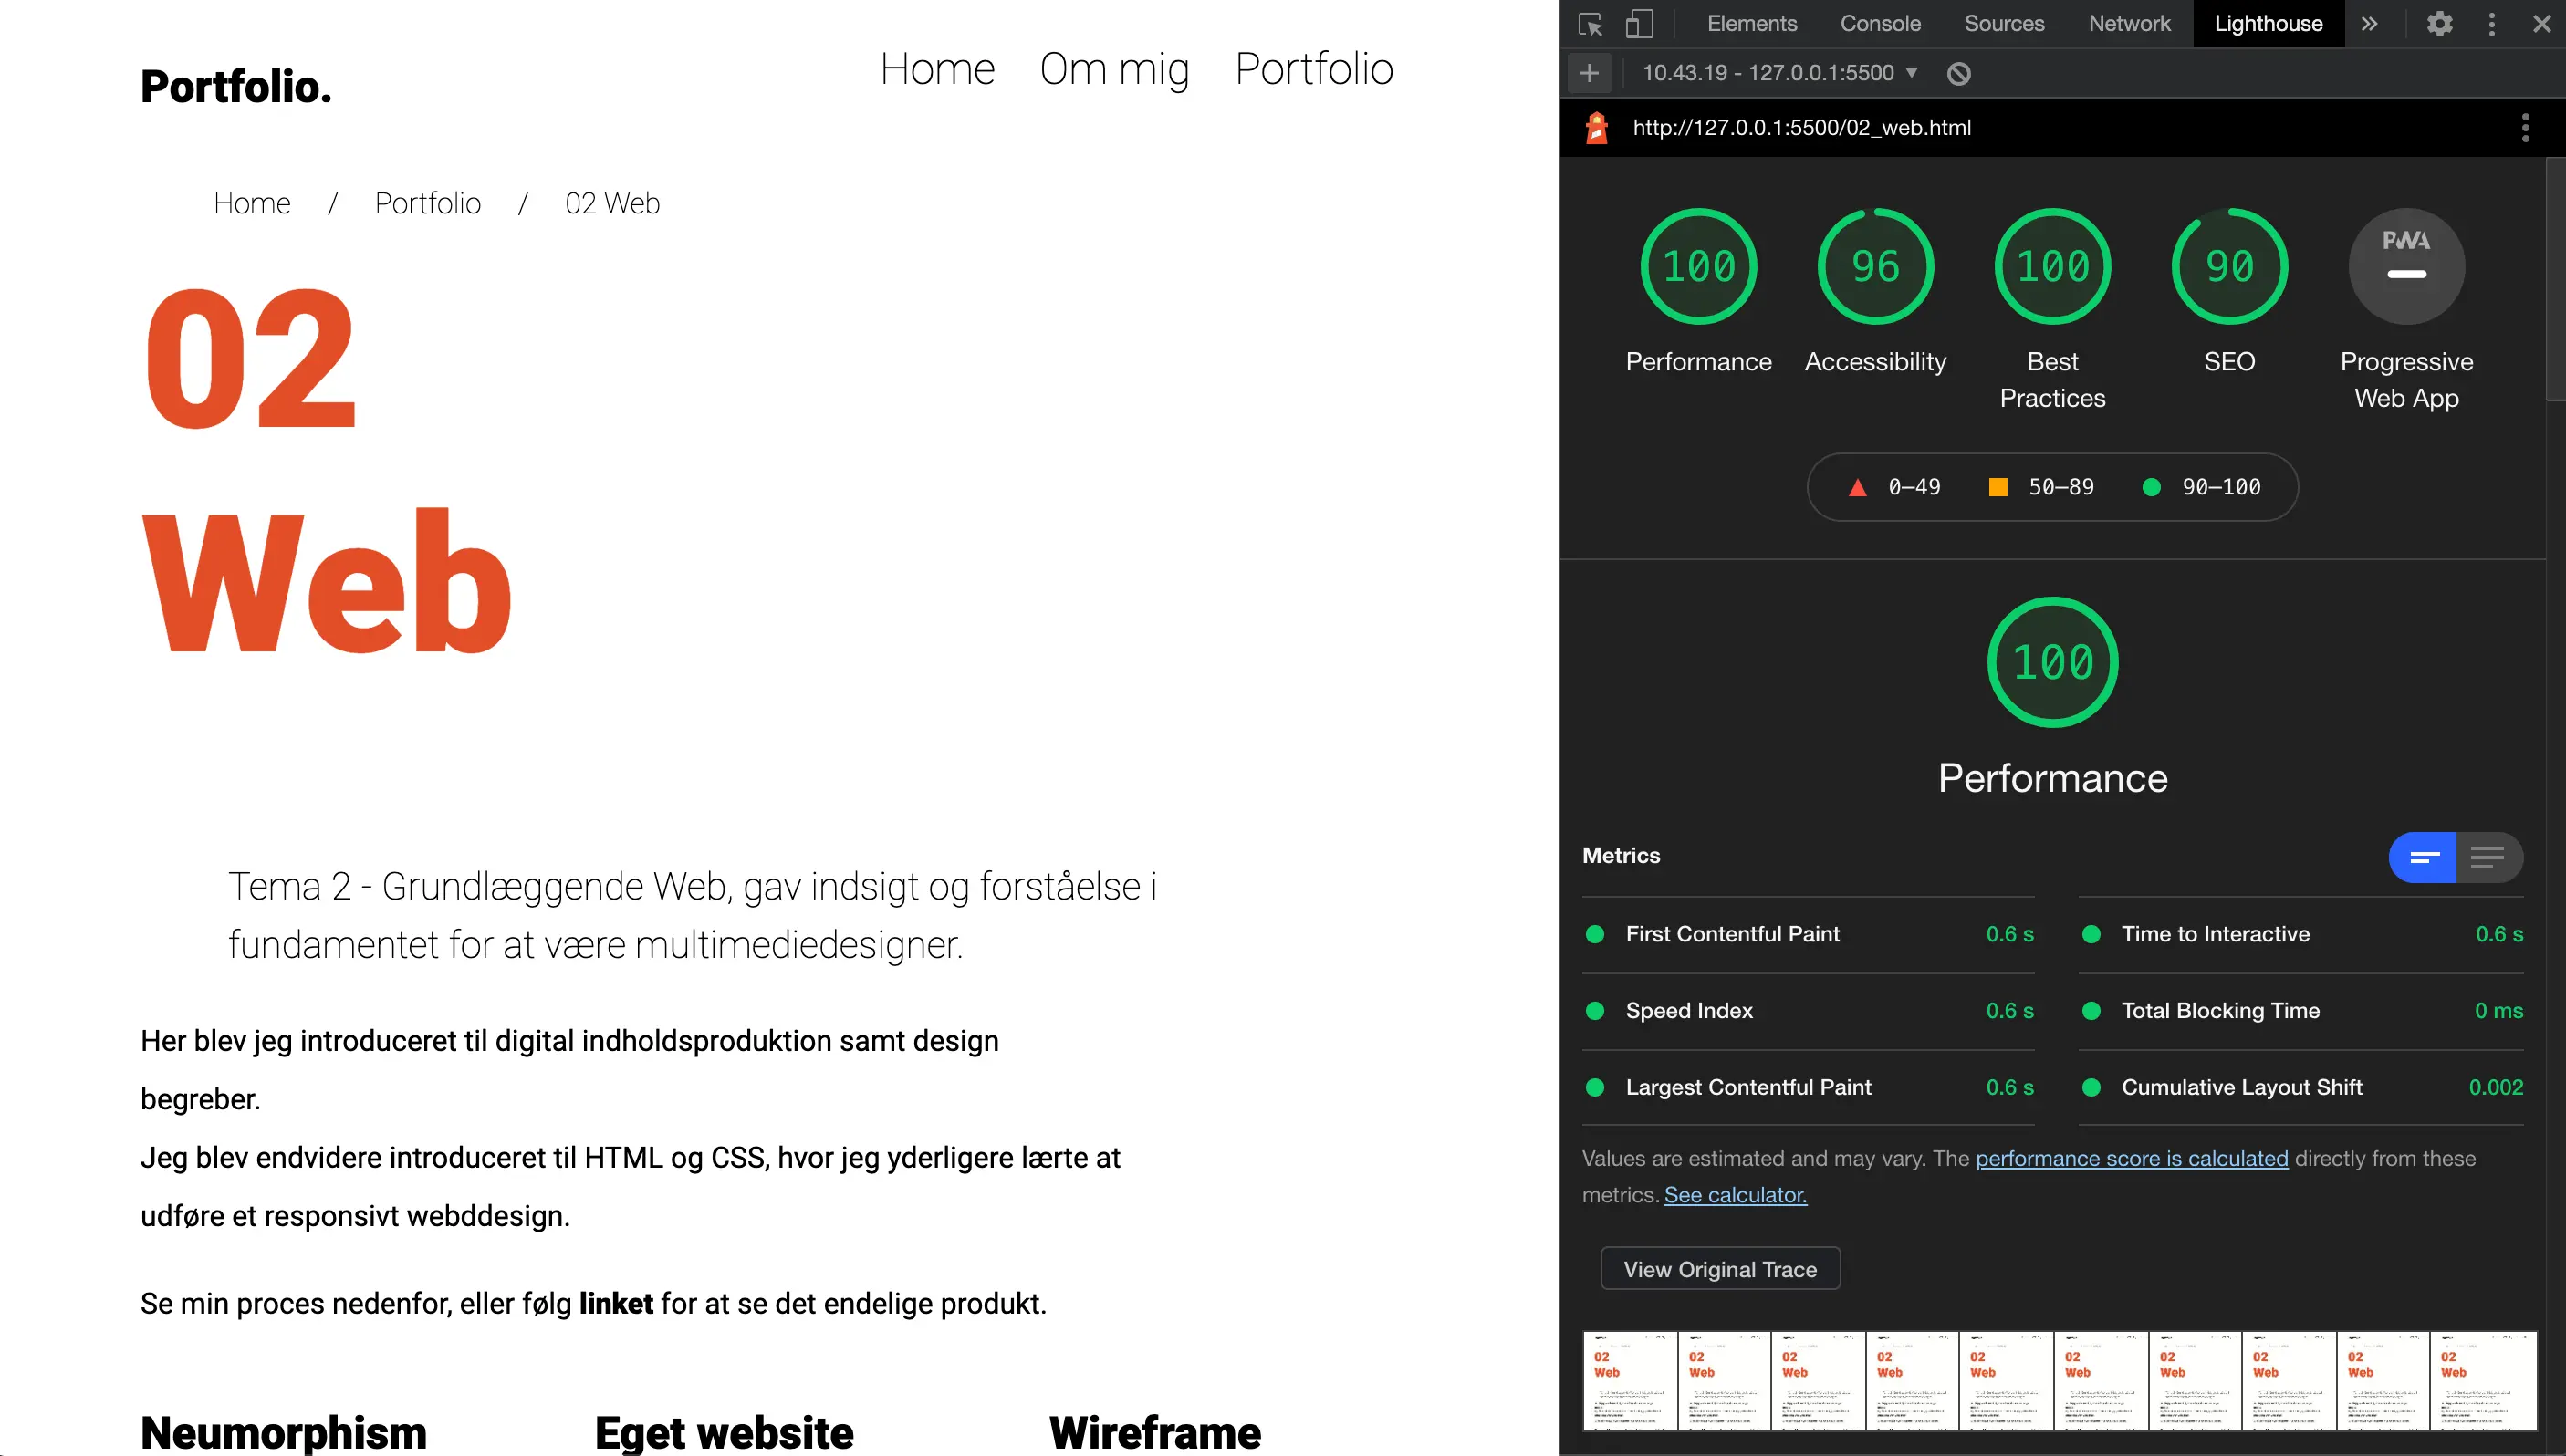 Portfolio.
Home Om mig Portfolio
Home / Portfolio / 02 Web
02
Web
Tema 2 - Grundlæggende Web, gav indsigt og forståelse i
fundamentet for at være multimediedesigner.
Her blev jeg introduceret til digital indholdsproduktion samt design
begreber.
Jeg blev endvidere introduceret til HTML og CSS, hvor jeg yderligere lærte at
udføre et responsivt webddesign.
Se min proces nedenfor, eller følg linket for at se det endelige produkt.
Neumorphism Eget website Wireframe
Elements Console Sources Network Lighthouse
10.43.19 - 127.0.0.1:5500
http://127.0.0.1:5500/02_web.html
100 96 100 90 PWA
Performance Accessibility Best Practices SEO Progressive Web App
0–49 50–89 90–100
100
Performance
Metrics
First Contentful Paint 0.6 s
Time to Interactive 0.6 s
Speed Index 0.6 s
Total Blocking Time 0 ms
Largest Contentful Paint 0.6 s
Cumulative Layout Shift 0.002
Values are estimated and may vary. The performance score is calculated directly from these
metrics. See calculator.
View Original Trace
02 02 02 02 02 02 02 02 02 02
Web Web Web Web Web Web Web Web Web Web